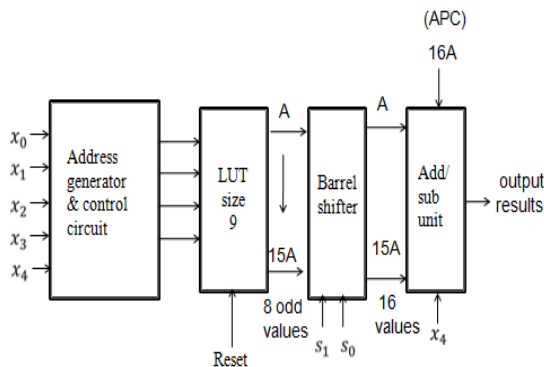 (APC)
16A
x₀
x₁
x₂
x₃
x₄
Address
generator
& control
circuit
LUT
size
9
A
15A
8 odd
values
Reset
Barrel
shifter
s₁ s₀
A
15A
16
values
Add/
sub
unit
x₄
output
results